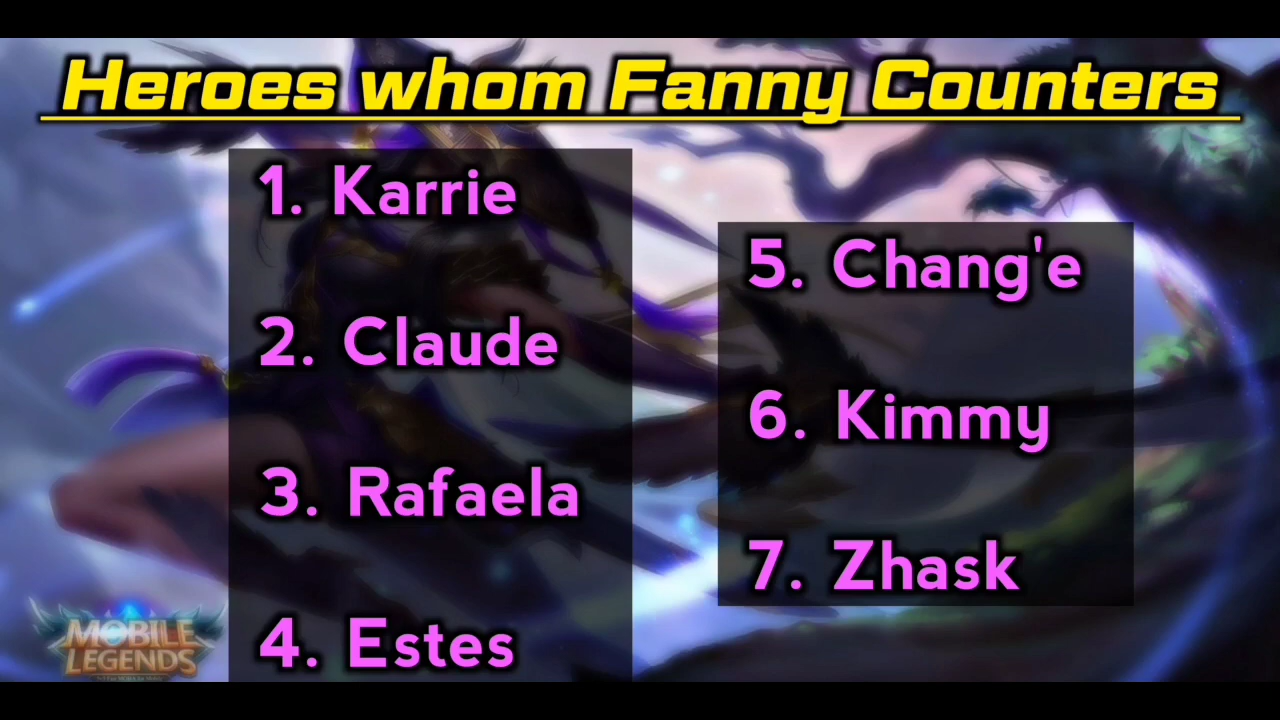 Heroes whom Fanny Counters
1. Karrie
2. Claude
3. Rafaela
4. Estes
5. Chang'e
6. Kimmy
7. Zhask
MOBILE
LEGENDS